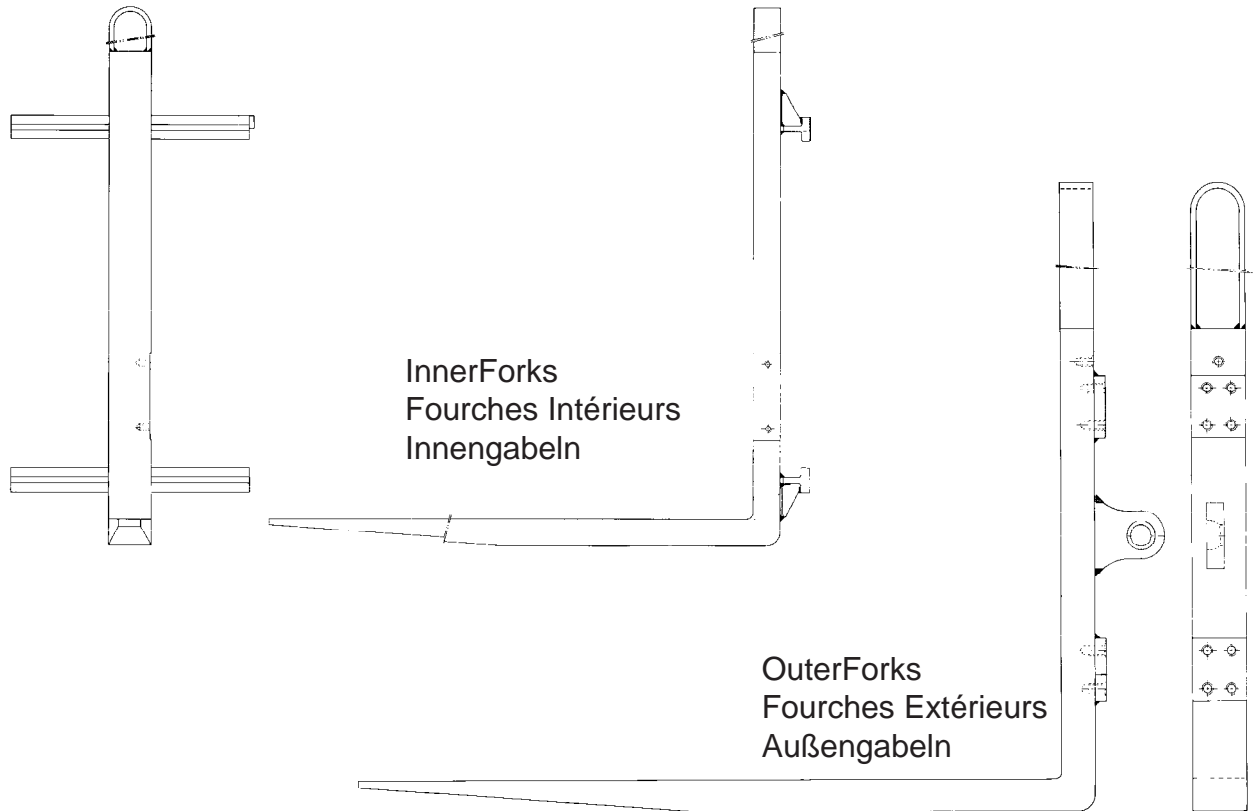 InnerForks
Fourches Intérieurs
Innengabeln
OuterForks
Fourches Extérieurs
Außengabeln